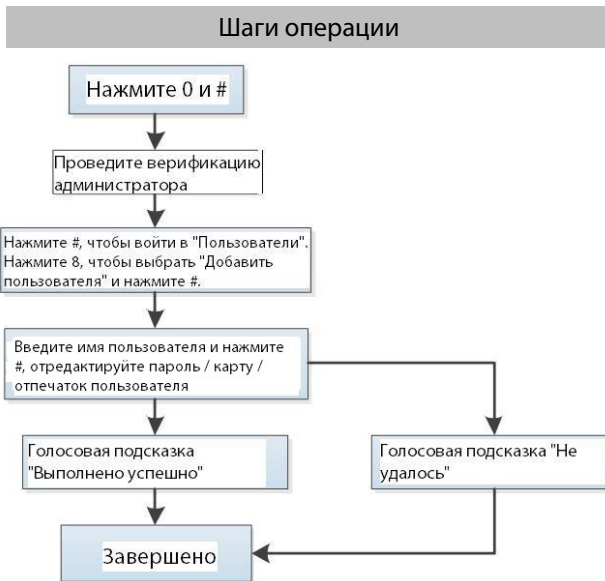 Шаги операции
Нажмите 0 и #
Проведите верификацию
администратора
Нажмите #, чтобы войти в "Пользователи".
Нажмите 8, чтобы выбрать "Добавить
пользователя" и нажмите #.
Введите имя пользователя и нажмите
#, отредактируйте пароль / карту /
отпечаток пользователя
Голосовая подсказка
"Выполнено успешно"
Голосовая подсказка "Не
удалось"
Завершено